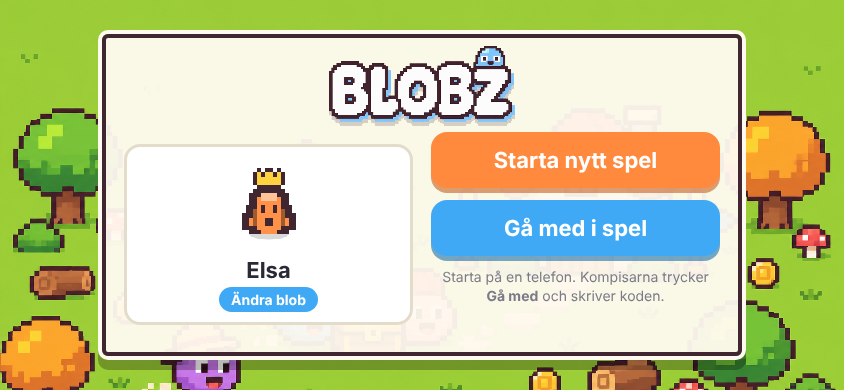 BLOBZ
Starta nytt spel
Elsa
Ändra blob
Gå med i spel
Starta på en telefon. Kompisarna trycker
Gå med och skriver koden.